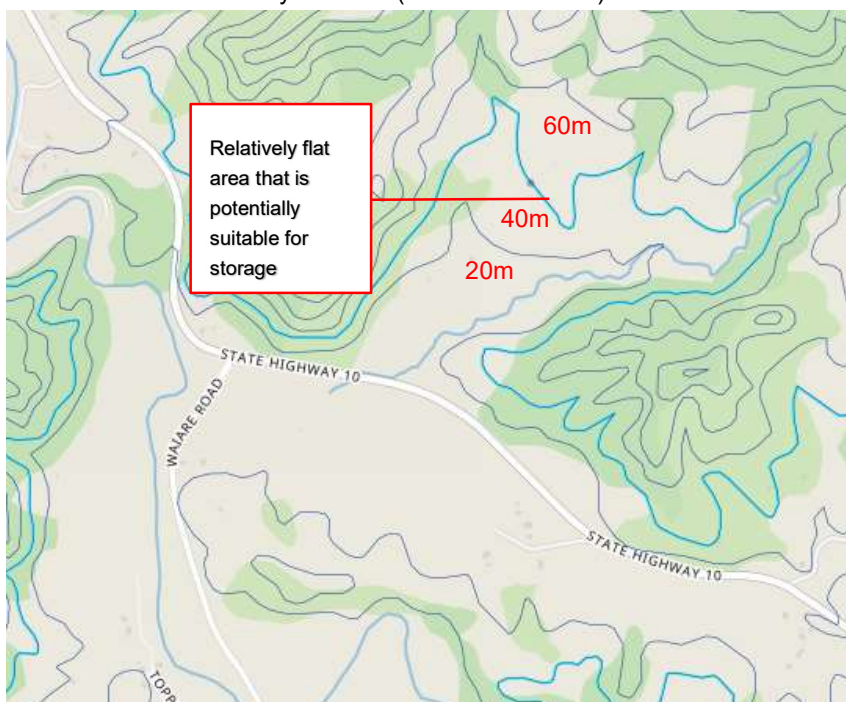 60m
Relatively flat
area that is
potentially
suitable for
storage
40m
20m
STATE HIGHWAY 10
WAIARE ROAD
STATE HIGHWAY 10